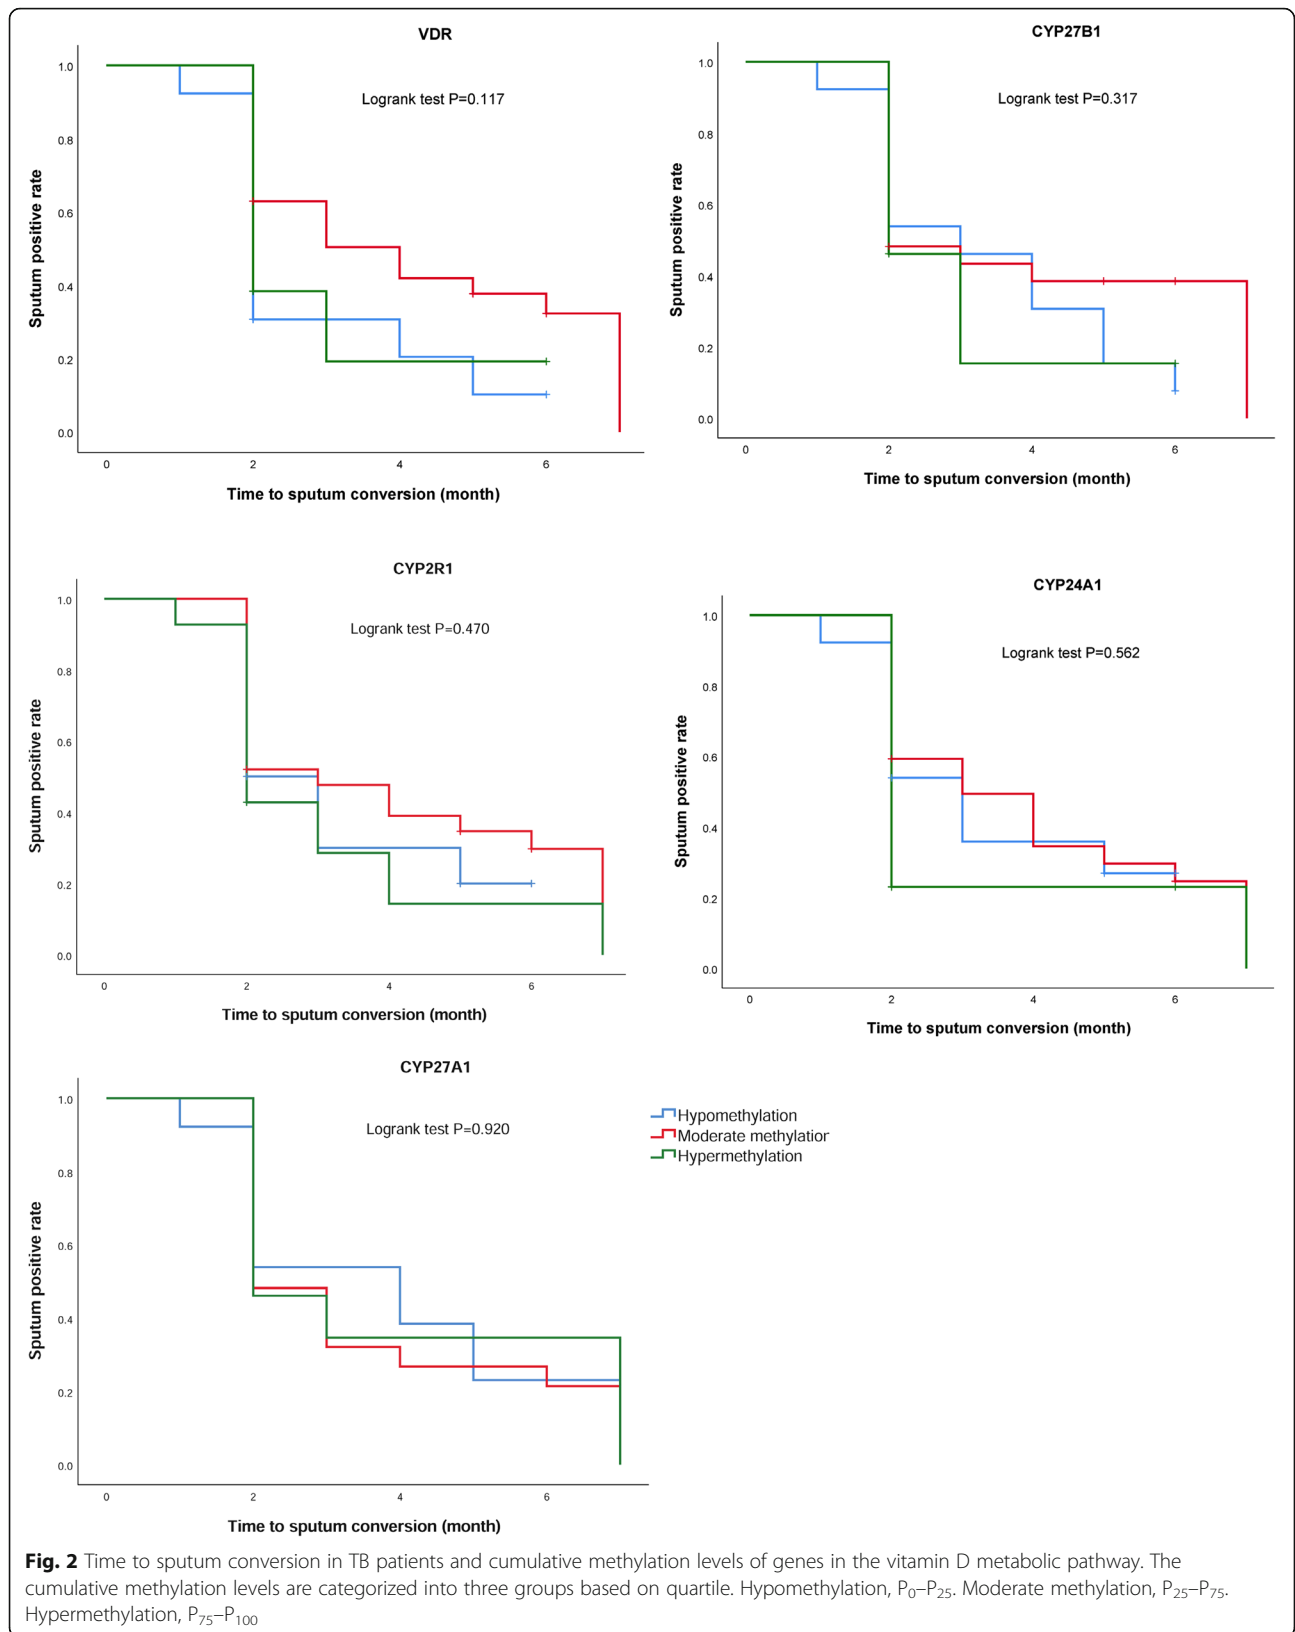 VDR
Logrank test P=0.117
Sputum positive rate
1.0
0.8
0.6
0.4
0.2
0.0
0 2 4 6
Time to sputum conversion (month)
CYP27B1
Logrank test P=0.317
Sputum positive rate
1.0
0.8
0.6
0.4
0.2
0.0
0 2 4 6
Time to sputum conversion (month)
CYP2R1
Logrank test P=0.470
Sputum positive rate
1.0
0.8
0.6
0.4
0.2
0.0
0 2 4 6
Time to sputum conversion (month)
CYP24A1
Logrank test P=0.562
Sputum positive rate
1.0
0.8
0.6
0.4
0.2
0.0
0 2 4 6
Time to sputum conversion (month)
CYP27A1
Logrank test P=0.920
Sputum positive rate
1.0
0.8
0.6
0.4
0.2
0.0
0 2 4 6
Time to sputum conversion (month)
Hypomethylation
Moderate methylation
Hypermethylation
Fig. 2 Time to sputum conversion in TB patients and cumulative methylation levels of genes in the vitamin D metabolic pathway. The
cumulative methylation levels are categorized into three groups based on quartile. Hypomethylation, P0–P25. Moderate methylation, P25–P75.
Hypermethylation, P75–P100